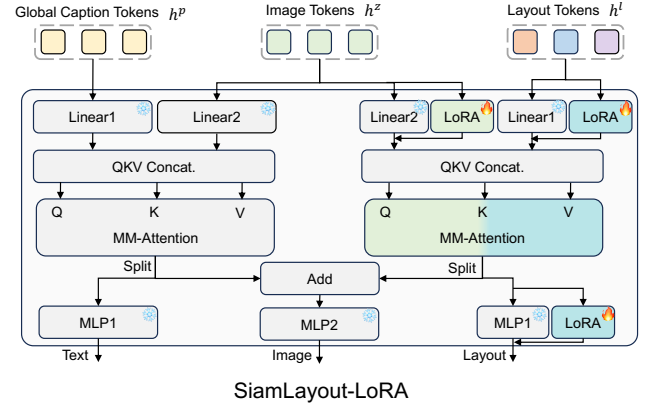 Global Caption Tokens h^p
Image Tokens h^z
Layout Tokens h^l
Linear1
Linear2
Linear2
LoRA
Linear1
LoRA
QKV Concat.
QKV Concat.
Q
K
V
MM-Attention
Q
K
V
MM-Attention
Split
Add
Split
MLP1
MLP2
MLP1
LoRA
Text
Image
Layout
SiamLayout-LoRA